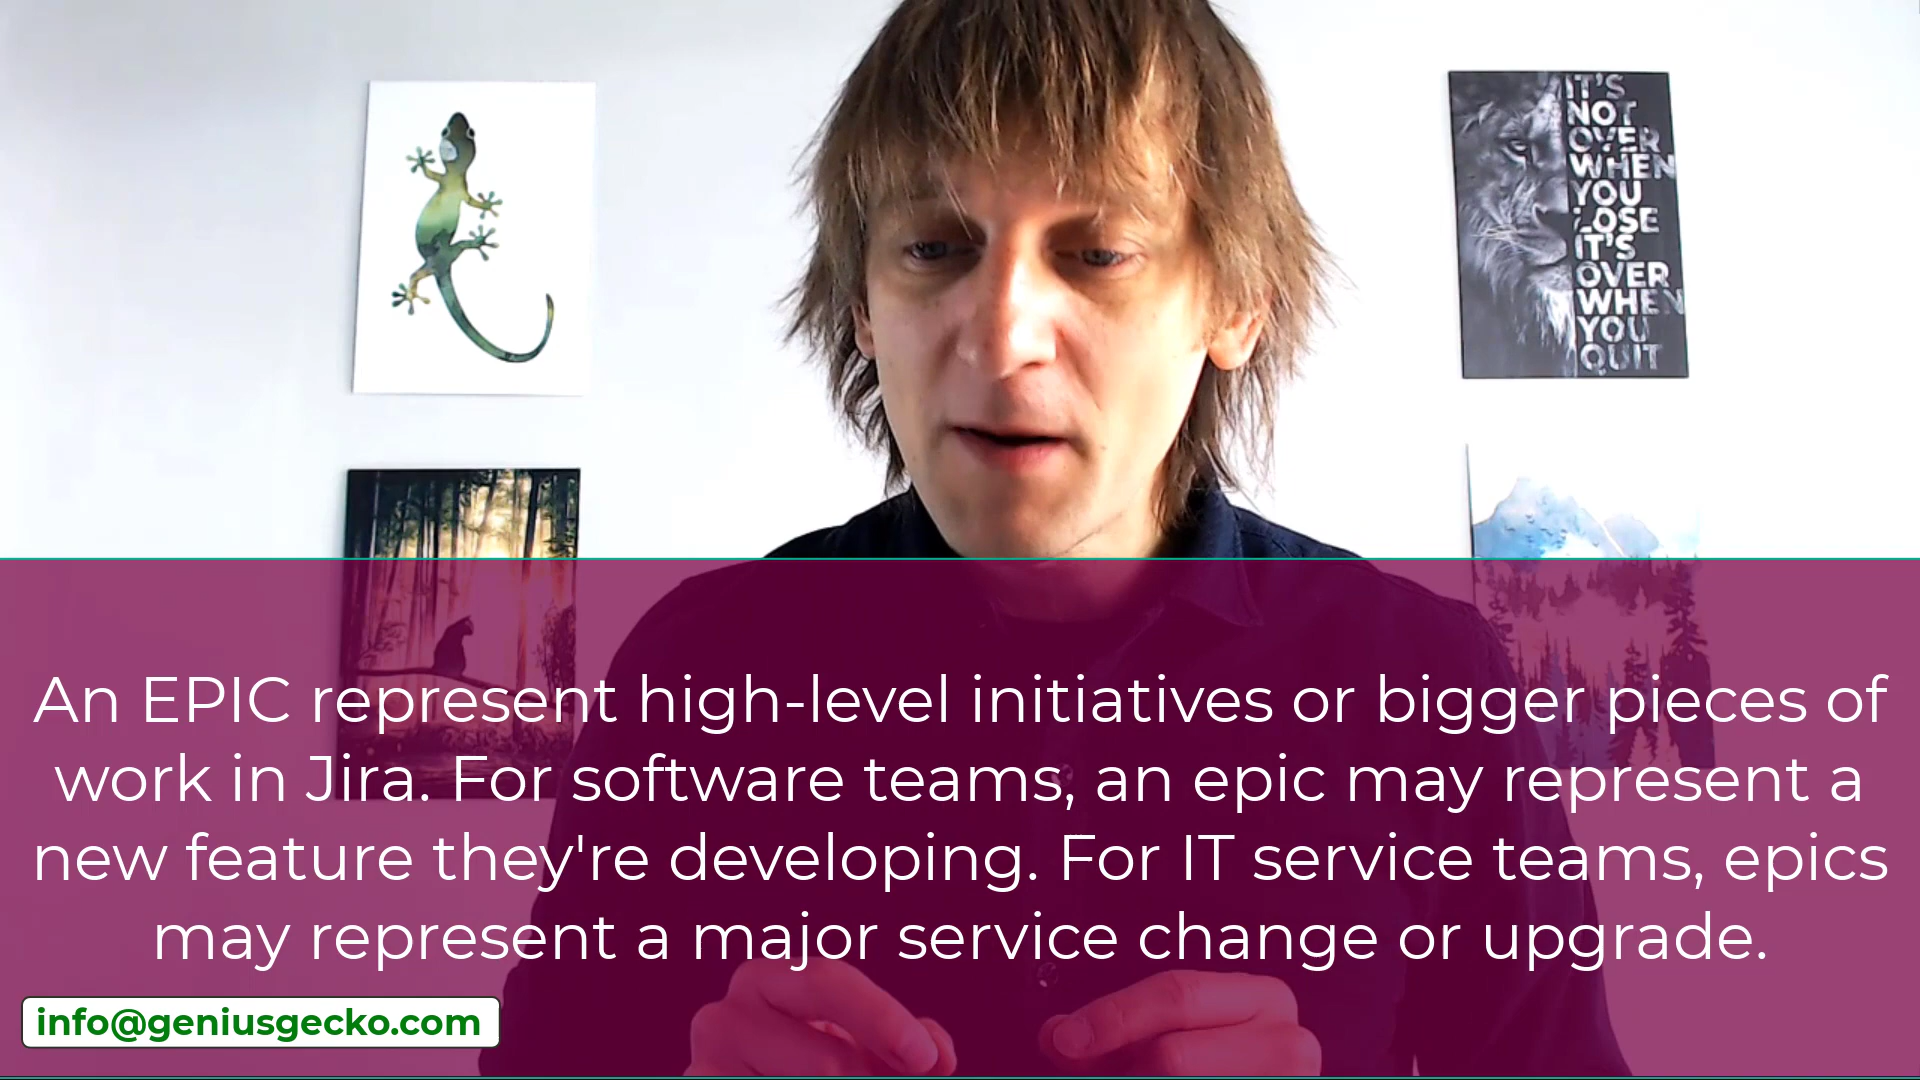 IT'S
NOT
OVER
WHEN
YOU
LOSE
IT'S
OVER
WHEN
YOU
QUIT
An EPIC represent high-level initiatives or bigger pieces of
work in Jira. For software teams, an epic may represent a
new feature they're developing. For IT service teams, epics
may represent a major service change or upgrade.
info@geniusgecko.com